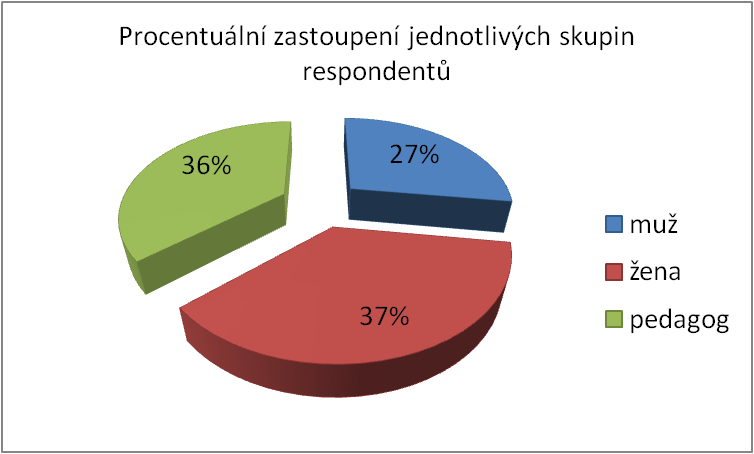 Procentuální zastoupení jednotlivých skupin
respondentů
36%
27%
37%
muž
žena
pedagog